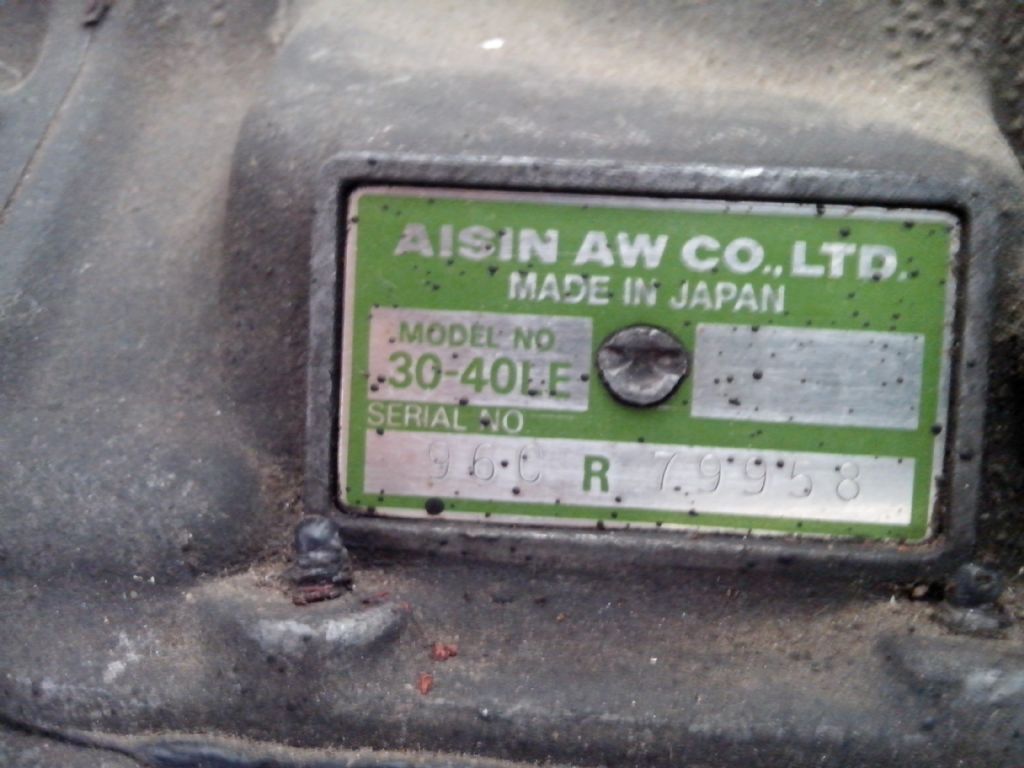 AISIN AW CO., LTD.
MADE IN JAPAN
MODEL NO
30-40LE
SERIAL NO
96C R 79958